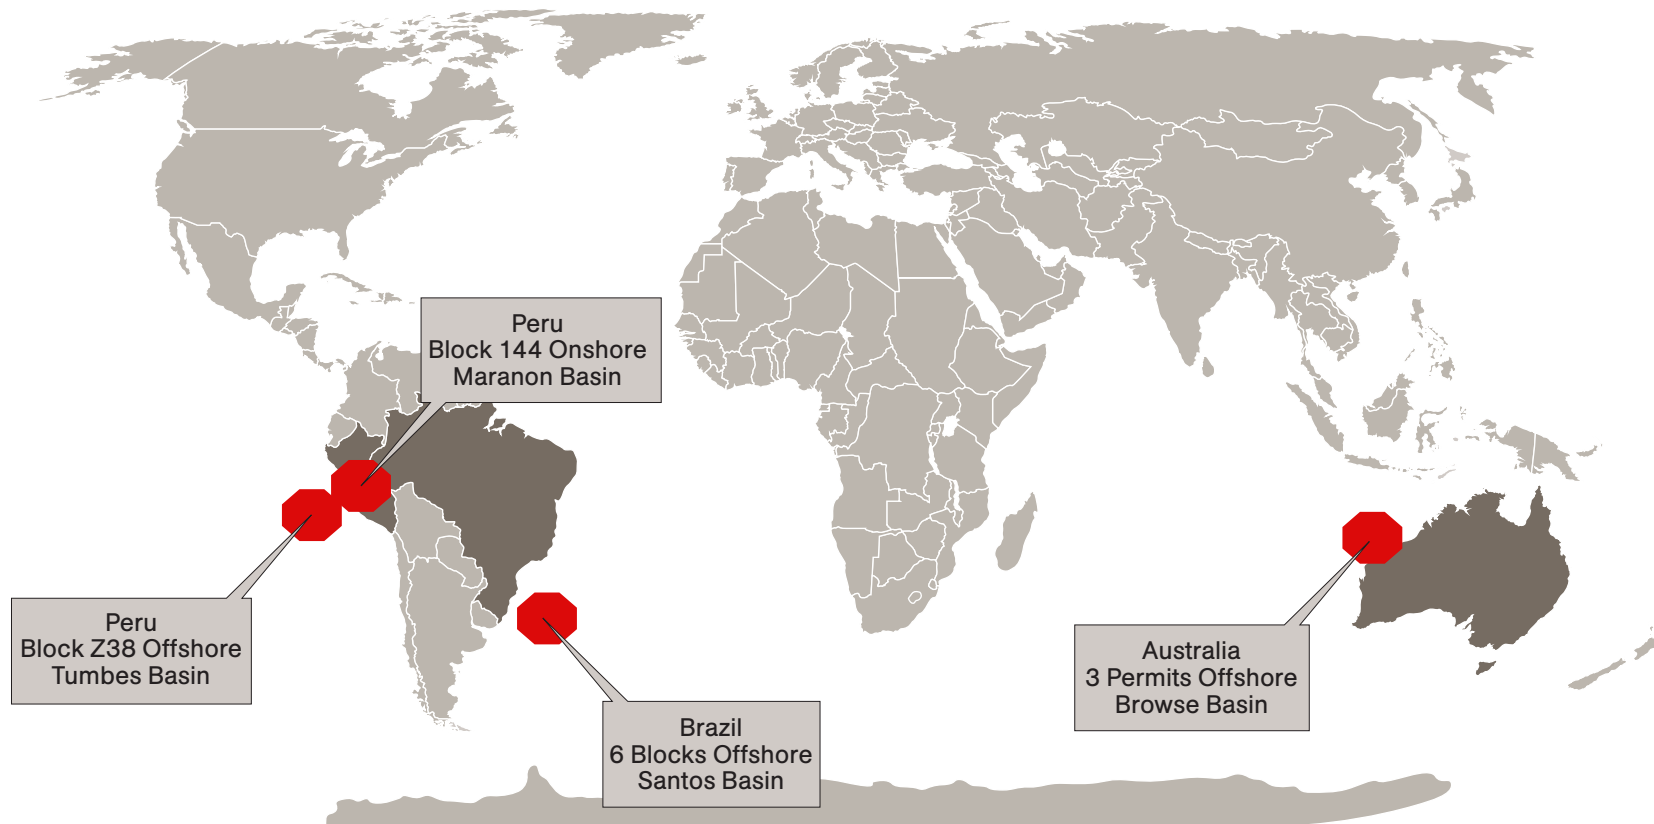 Peru
Block 144 Onshore
Maranon Basin
Peru
Block Z38 Offshore
Tumbes Basin
Brazil
6 Blocks Offshore
Santos Basin
Australia
3 Permits Offshore
Browse Basin